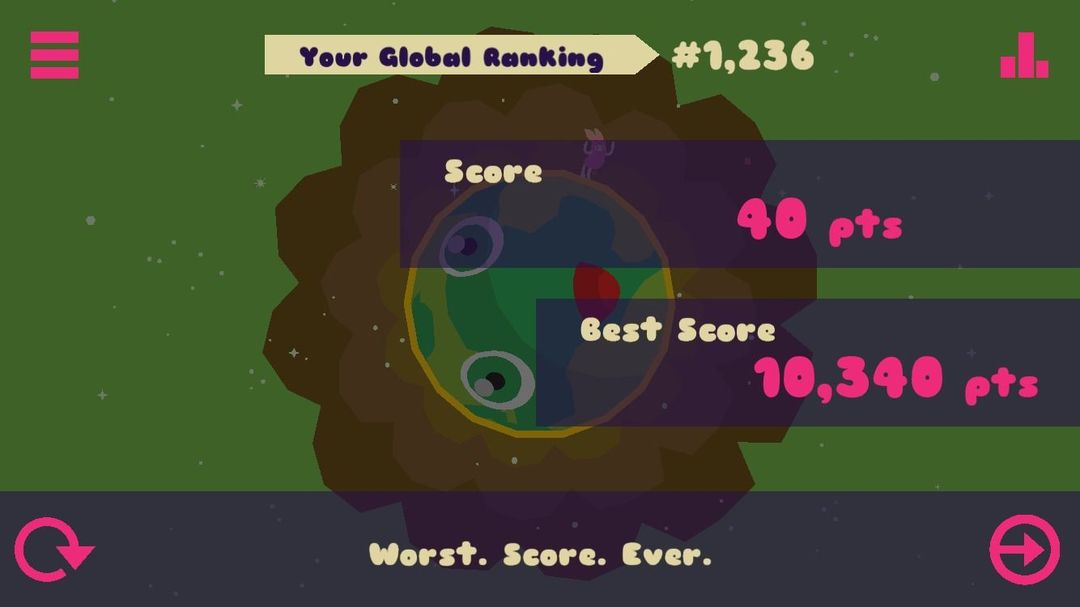 Your Global Ranking #1,236
Score
40 pts
Best Score
10,340 pts
Worst. Score. Ever.